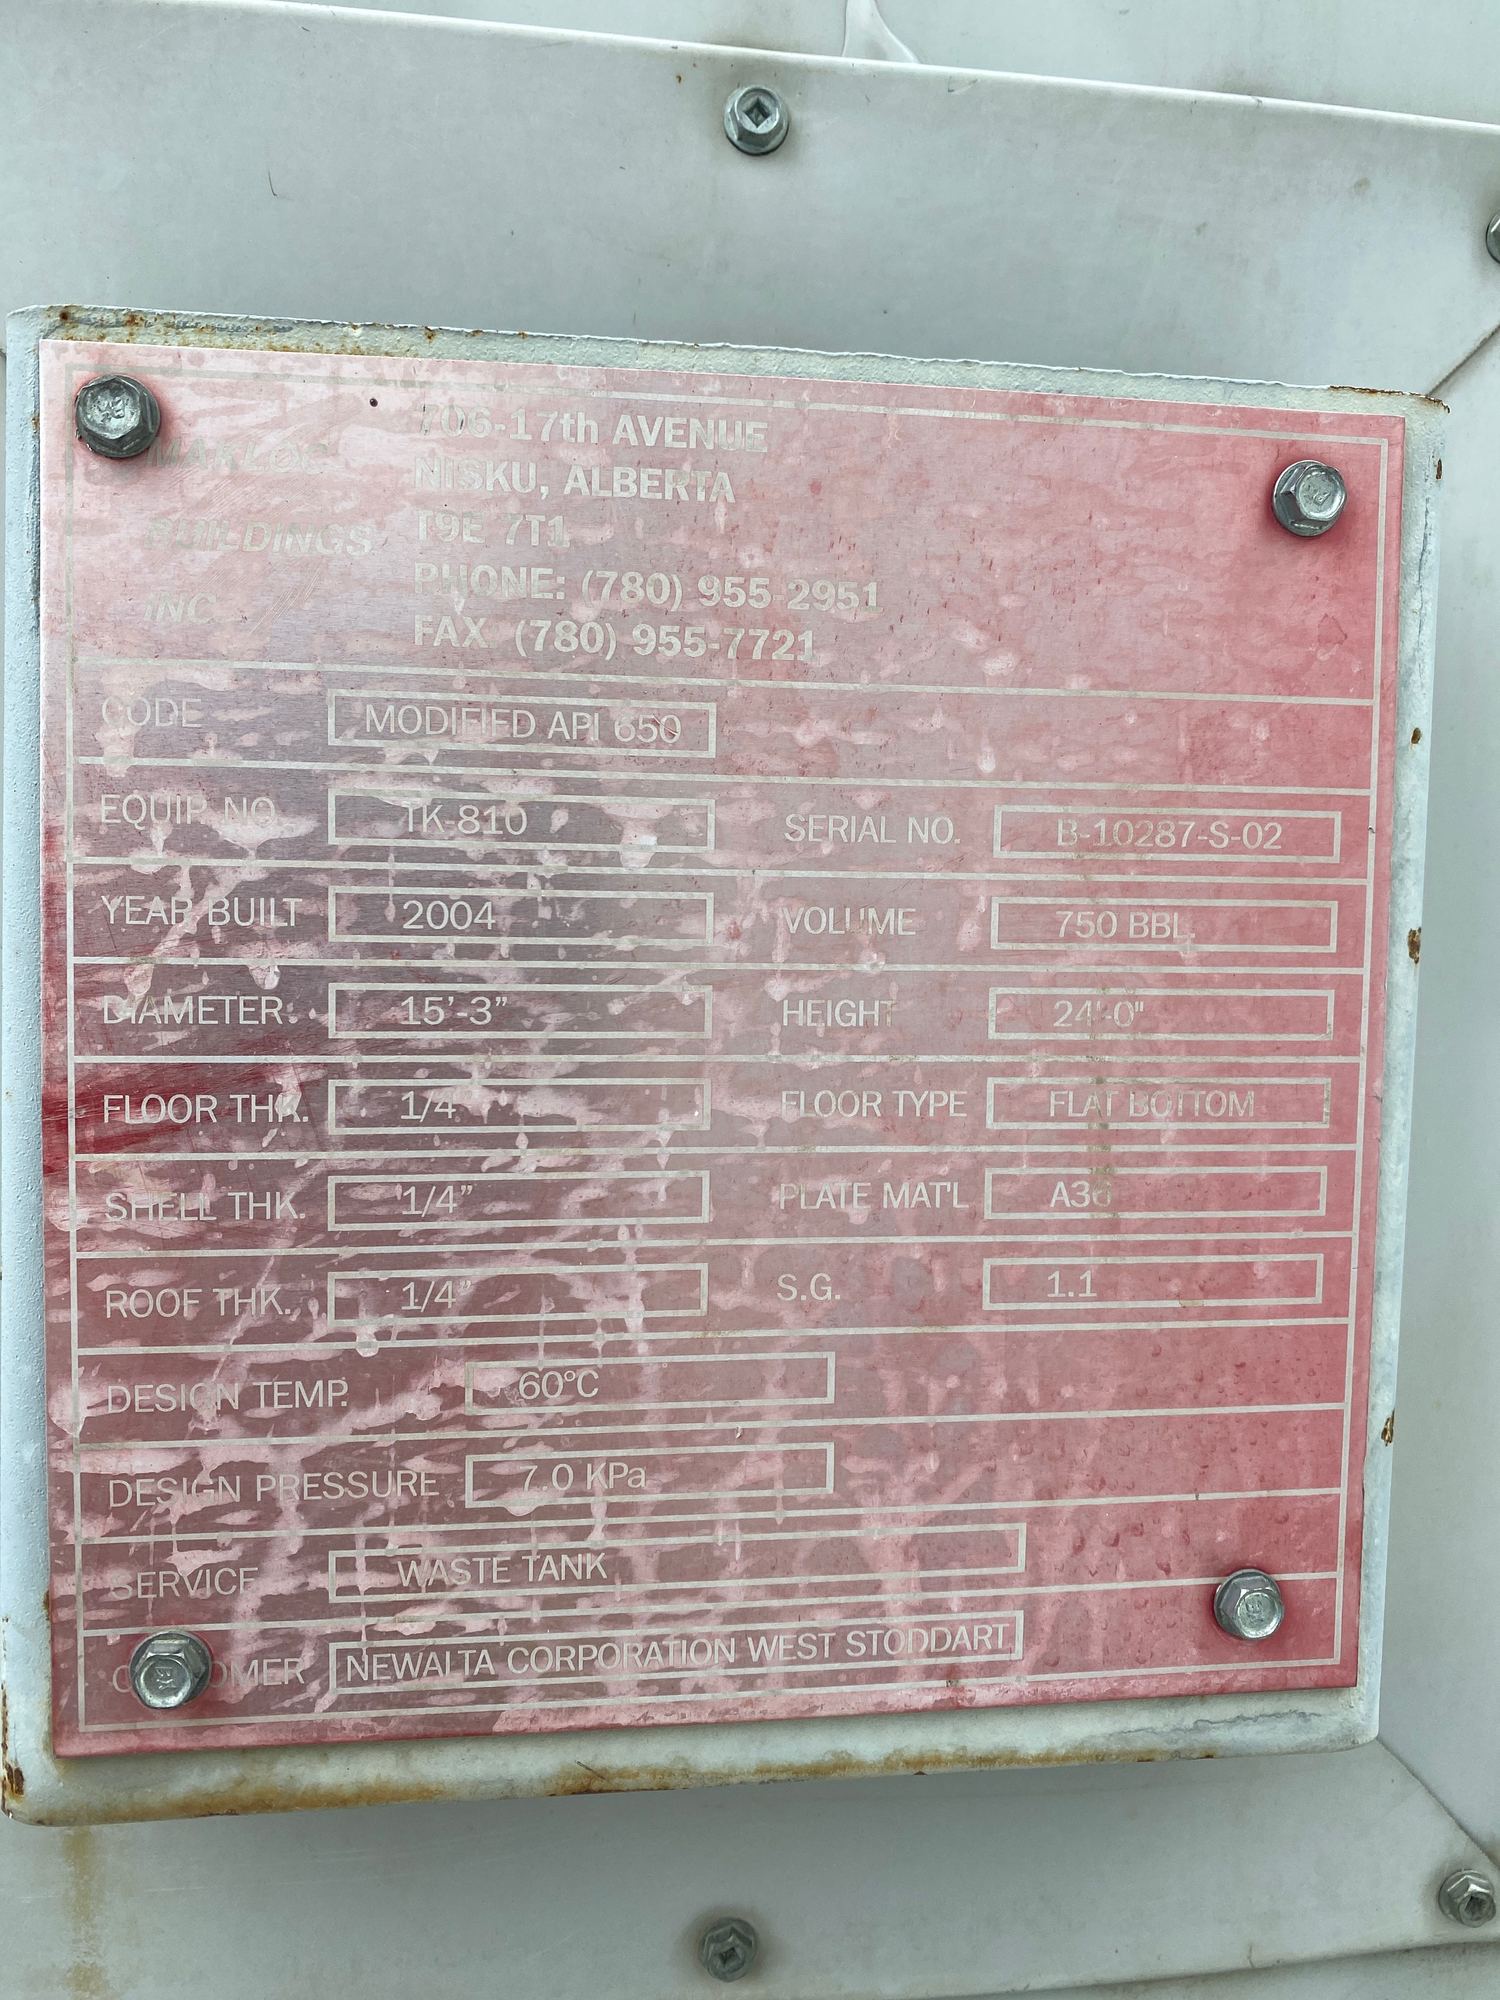 MAKLOC
BUILDINGS
INC.
706-17th AVENUE
NISKU, ALBERTA
T9E 7T1
PHONE: (780) 955-2951
FAX (780) 955-7721
CODE MODIFIED API 650
EQUIP. NO. TK-810 SERIAL NO. B-10287-S-02
YEAR BUILT 2004 VOLUME 750 BBL.
DIAMETER 15'-3" HEIGHT 24'-0"
FLOOR THK. 1/4" FLOOR TYPE FLAT BOTTOM
SHELL THK. 1/4" PLATE MAT'L A36
ROOF THK. 1/4" S.G. 1.1
DESIGN TEMP. 60°C
DESIGN PRESSURE 7.0 KPa
SERVICE WASTE TANK
CUSTOMER NEWALTA CORPORATION WEST STODDART